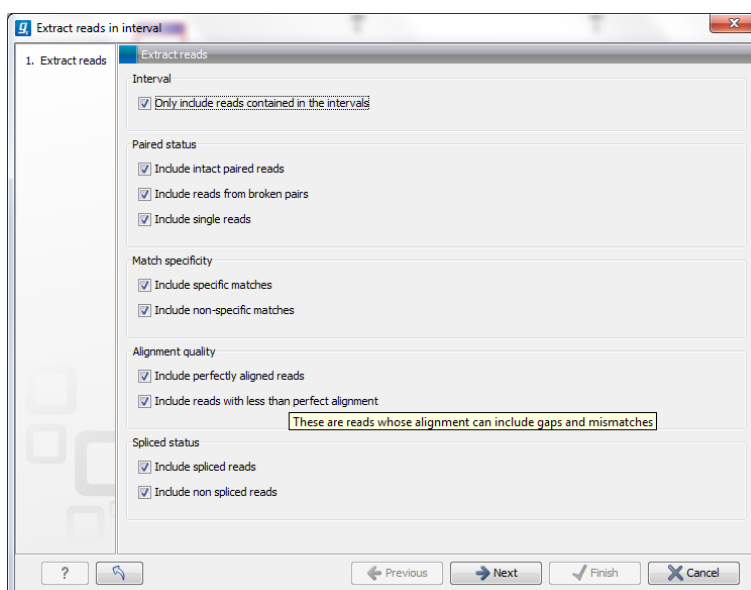 Extract reads in interval
1. Extract reads
Extract reads
Interval
Only include reads contained in the intervals
Paired status
Include intact paired reads
Include reads from broken pairs
Include single reads
Match specificity
Include specific matches
Include non-specific matches
Alignment quality
Include perfectly aligned reads
Include reads with less than perfect alignment
These are reads whose alignment can include gaps and mismatches
Spliced status
Include spliced reads
Include non spliced reads
? Previous Next Finish Cancel